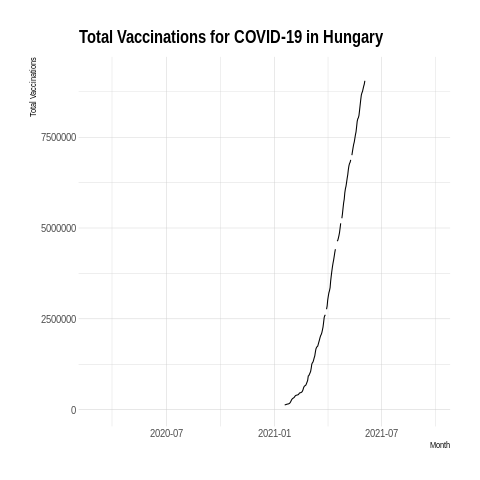 Total Vaccinations for COVID-19 in Hungary
Total Vaccinations
7500000
5000000
2500000
0
2020-07
2021-01
2021-07
Month